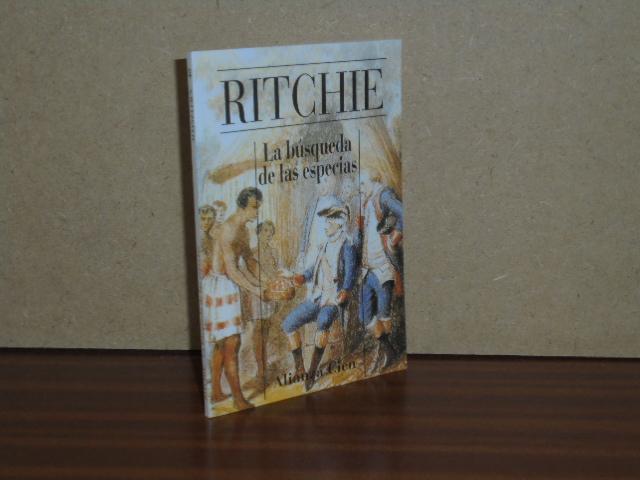 RITCHIE
La búsqueda
de las especias
Alianza Cien